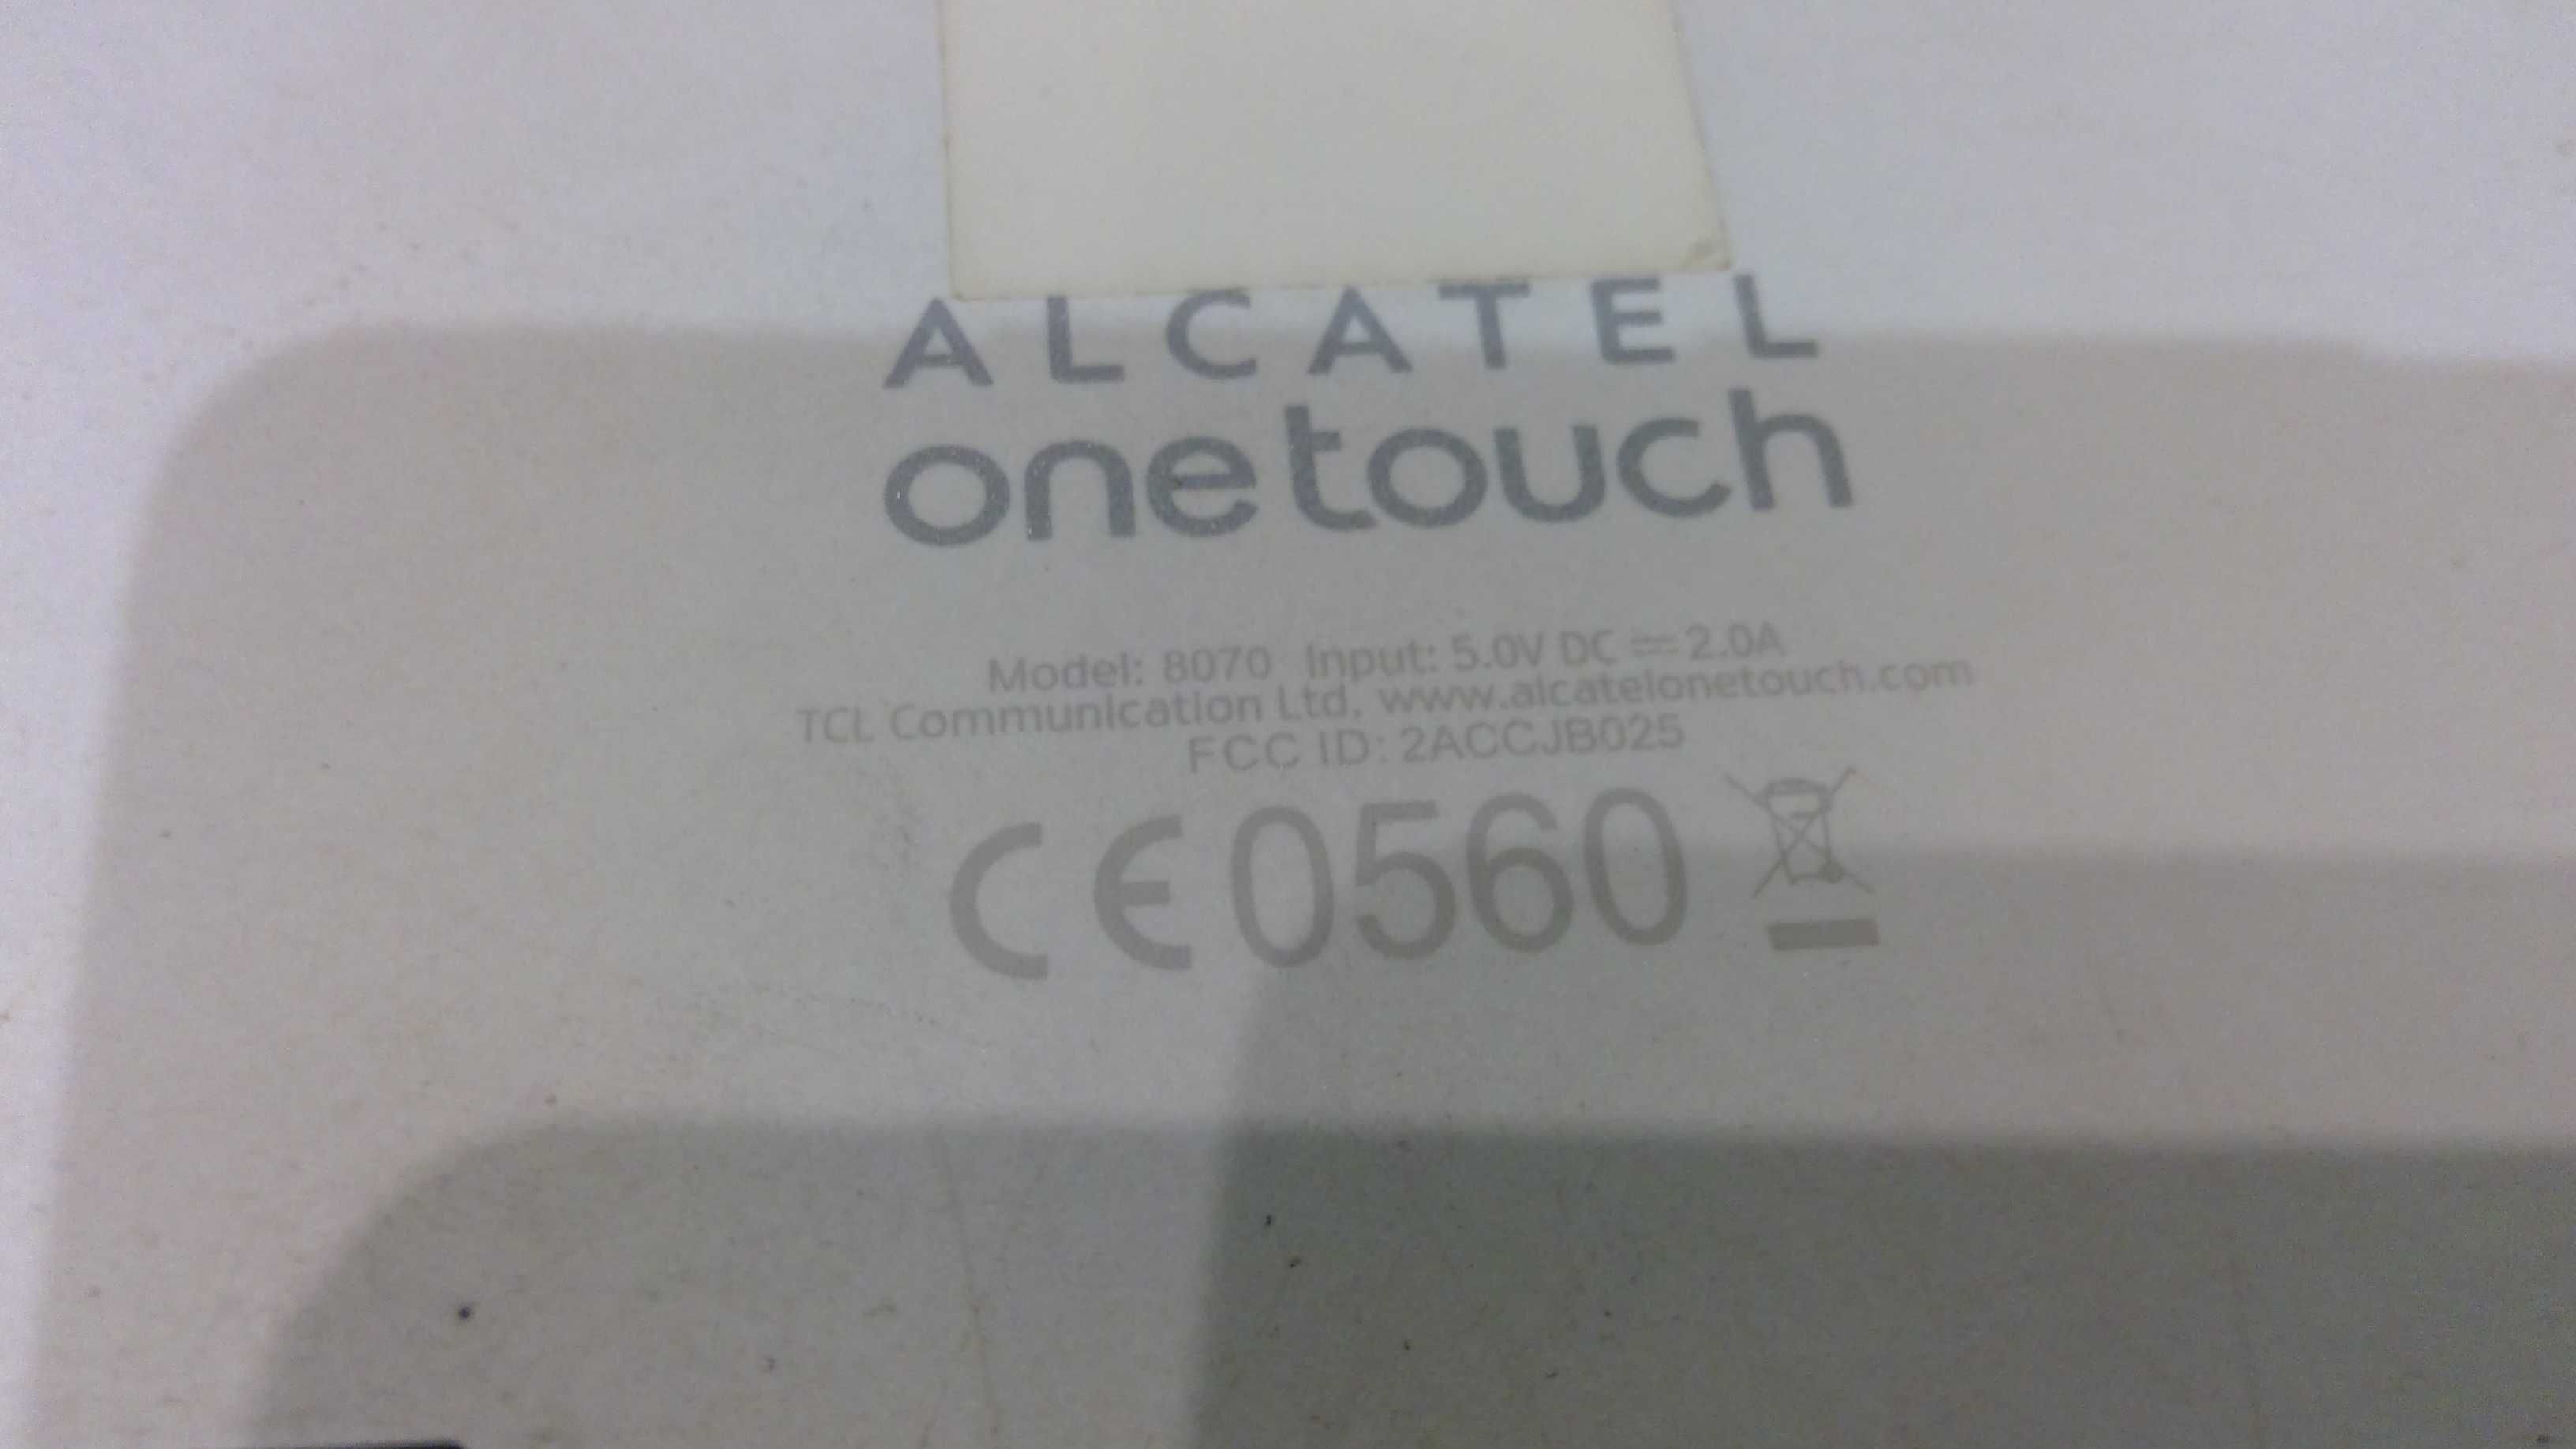 ALCATEL
onetouch
Model: 8070 Input: 5.0V DC ⎓ 2.0A
TCL Communication Ltd. www.alcatelonetouch.com
FCC ID: 2ACCJB025
CE0560